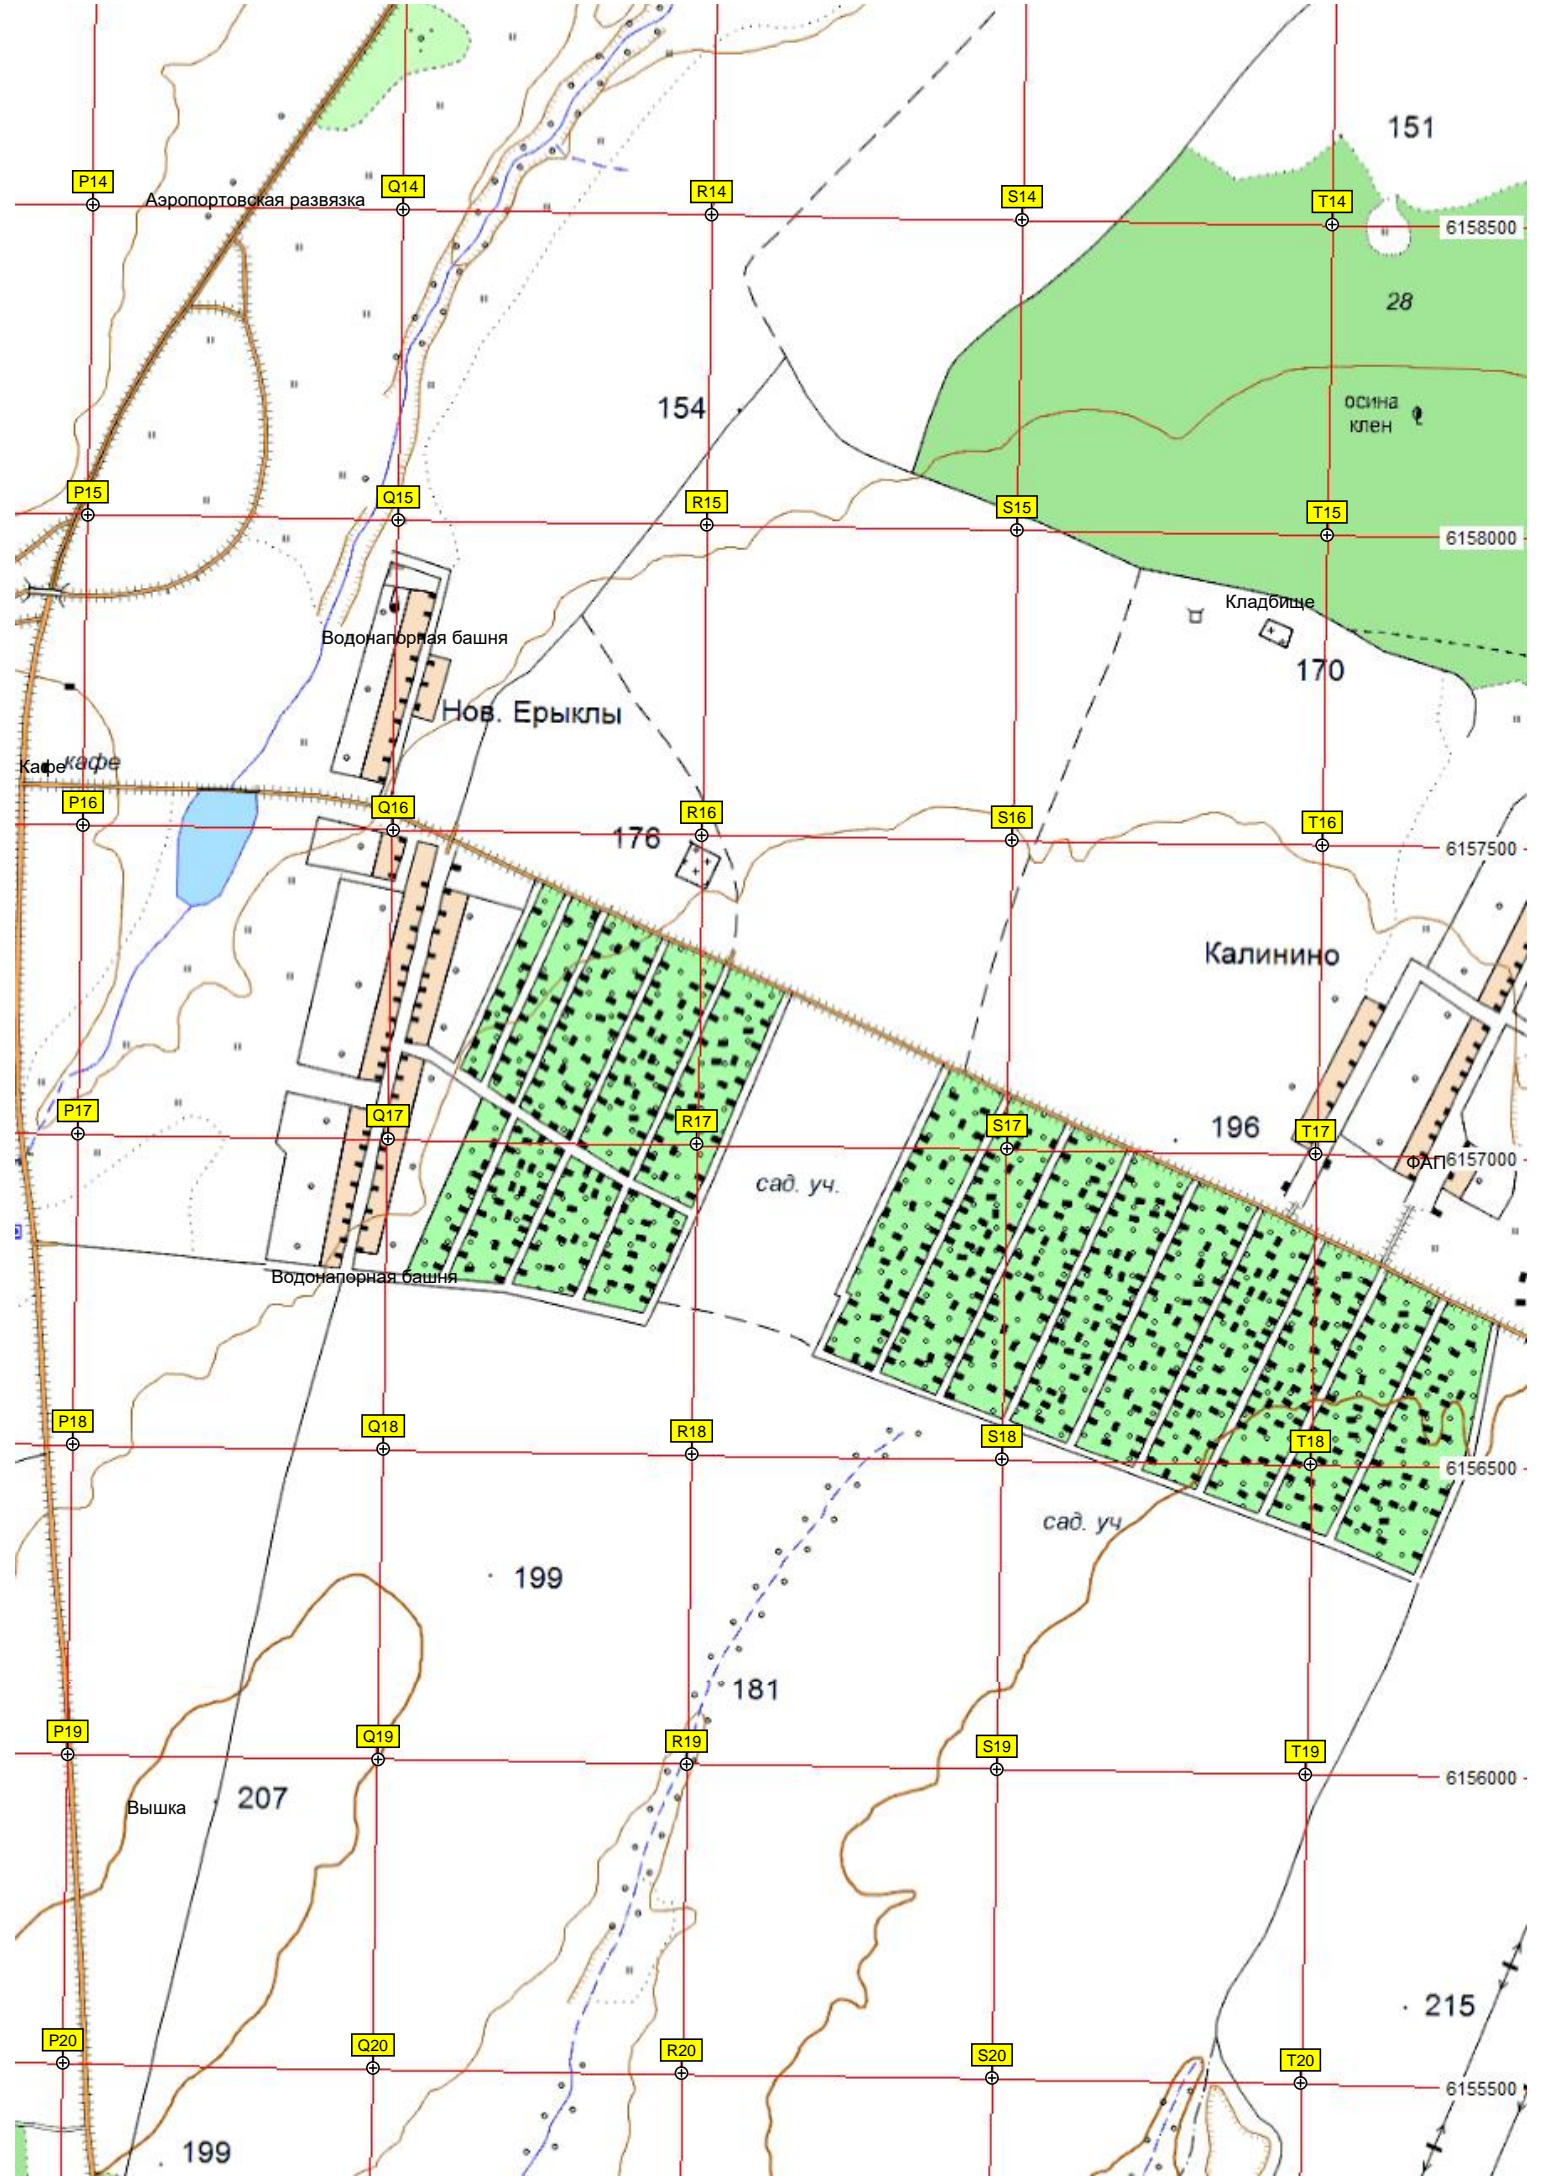 151
P14
Q14
R14
S14
T14
Аэропортовская развязка
6158500
28
154
осина
клен
P15
Q15
R15
S15
T15
6158000
Кладбище
Водонапорная башня
170
Нов. Ерыклы
Кафе
кафе
P16
Q16
R16
S16
T16
176
6157500
Калинино
P17
Q17
R17
S17
T17
196
ФАП
6157000
сад. уч.
Водонапорная башня
P18
Q18
R18
S18
T18
6156500
сад. уч
199
181
P19
Q19
R19
S19
T19
6156000
207
Вышка
215
P20
Q20
R20
S20
T20
6155500
199